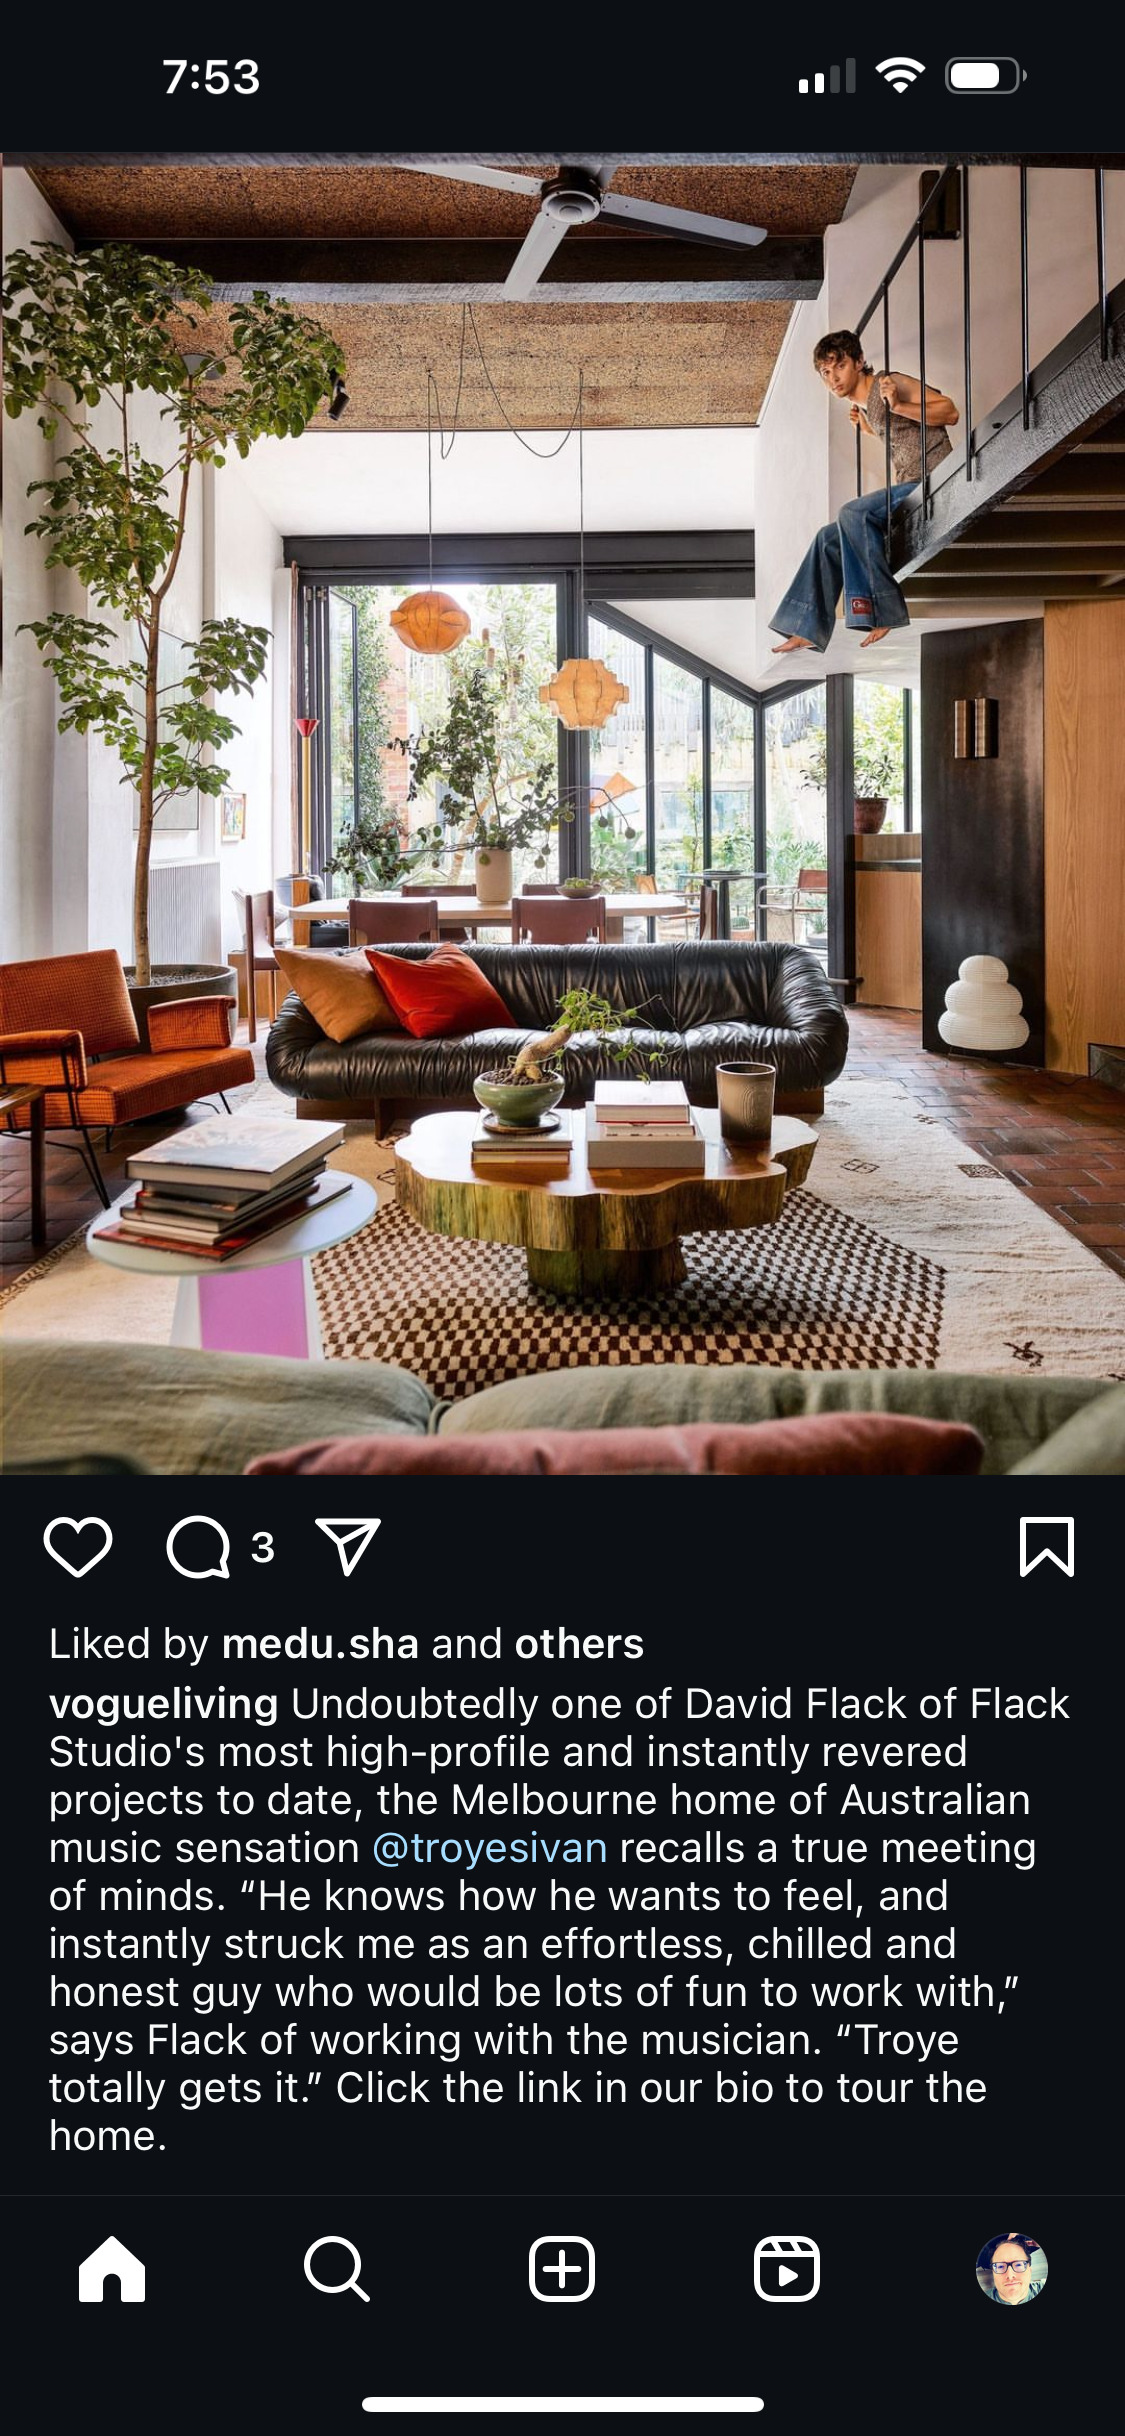 7:53
3
Liked by medu.sha and others
vogueliving Undoubtedly one of David Flack of Flack
Studio's most high-profile and instantly revered
projects to date, the Melbourne home of Australian
music sensation @troyesivan recalls a true meeting
of minds. “He knows how he wants to feel, and
instantly struck me as an effortless, chilled and
honest guy who would be lots of fun to work with,”
says Flack of working with the musician. “Troye
totally gets it.” Click the link in our bio to tour the
home.